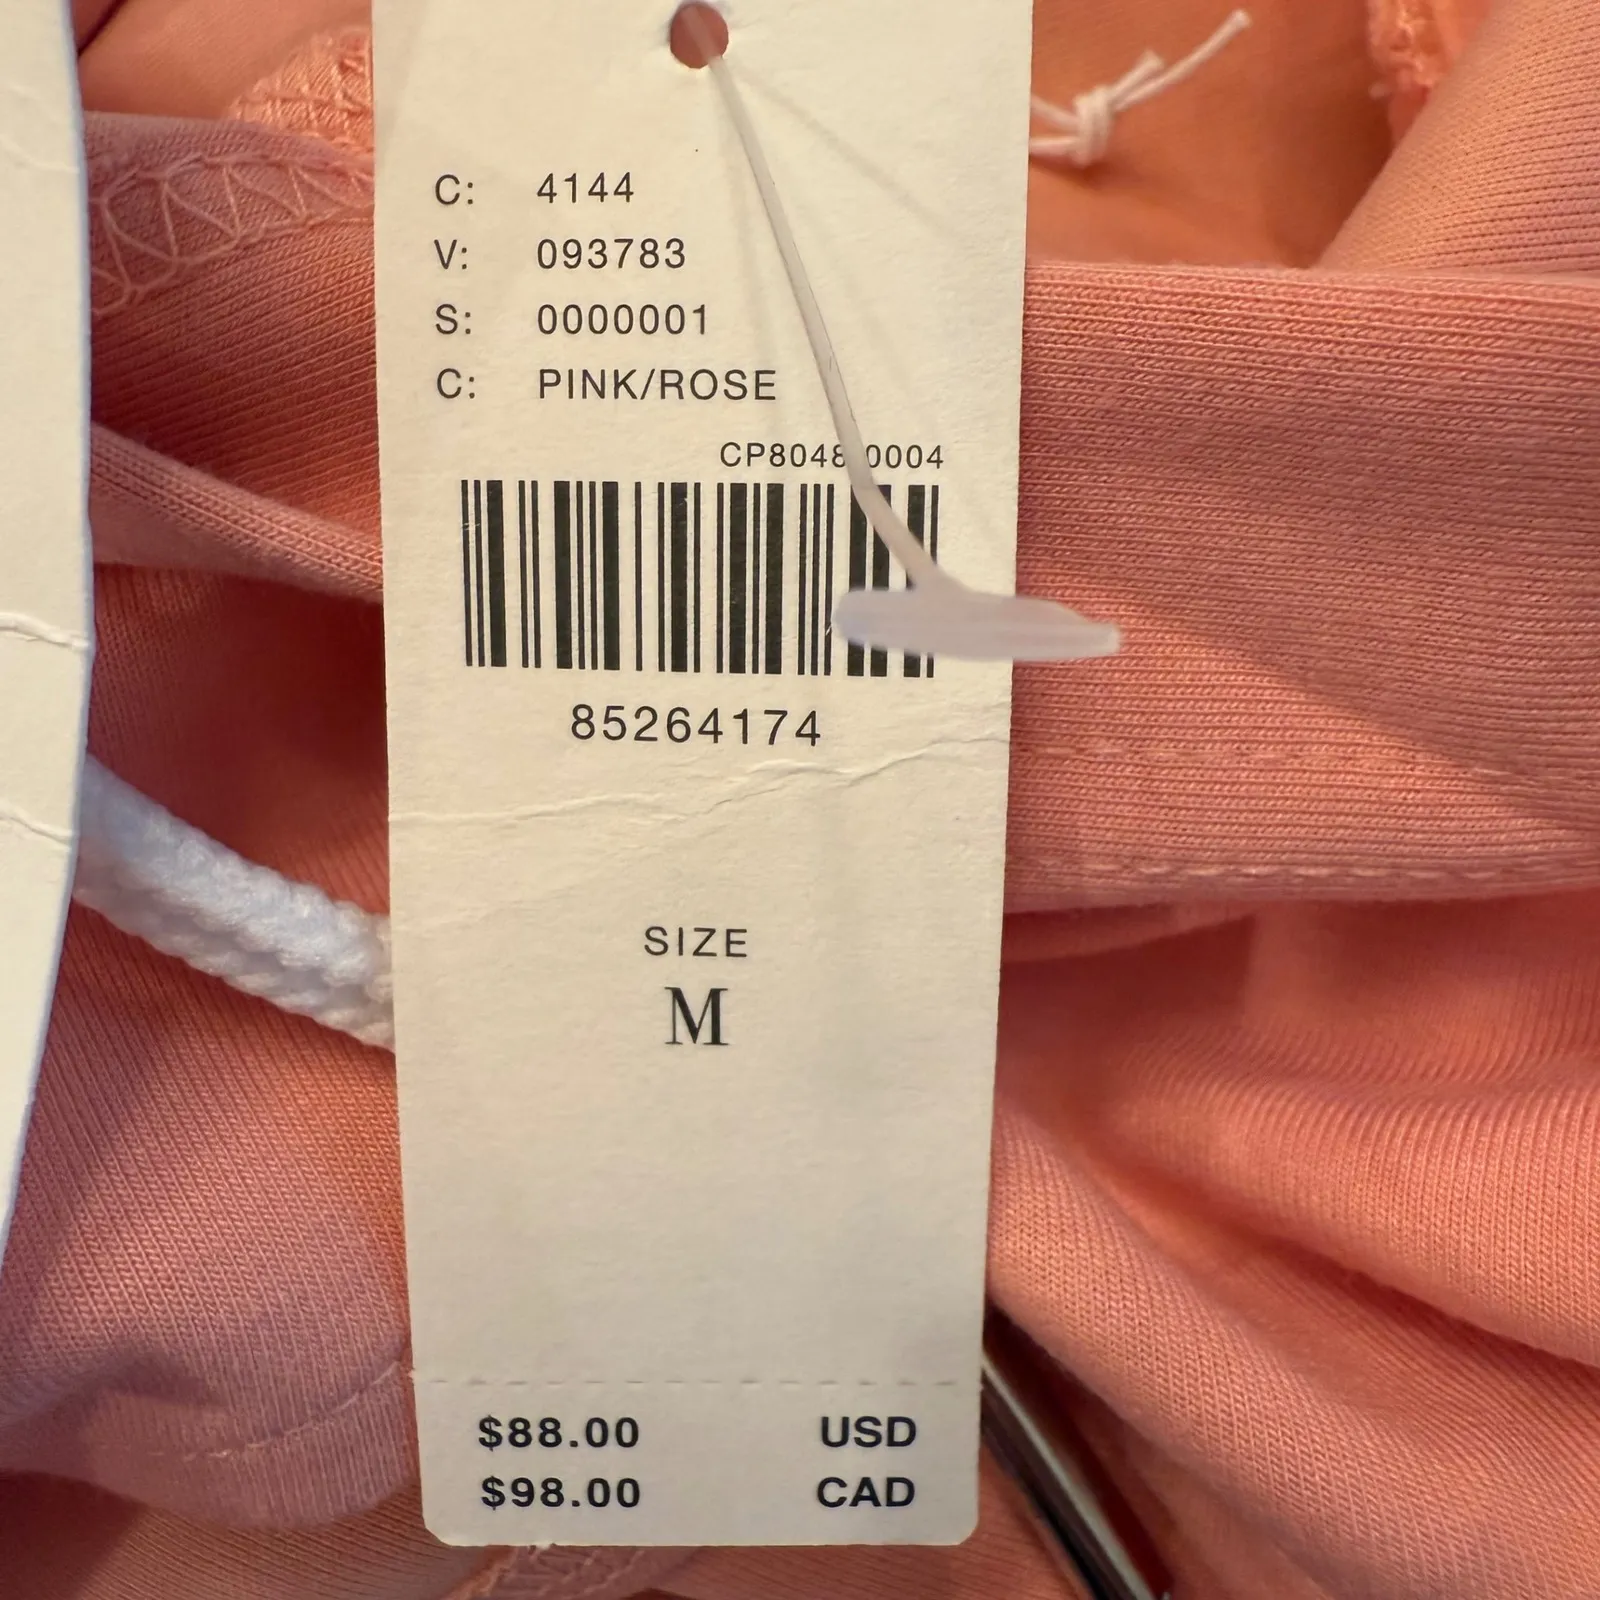 C: 4144
V: 093783
S: 0000001
C: PINK/ROSE
CP8048 0004
85264174
SIZE
M
$88.00 USD
$98.00 CAD